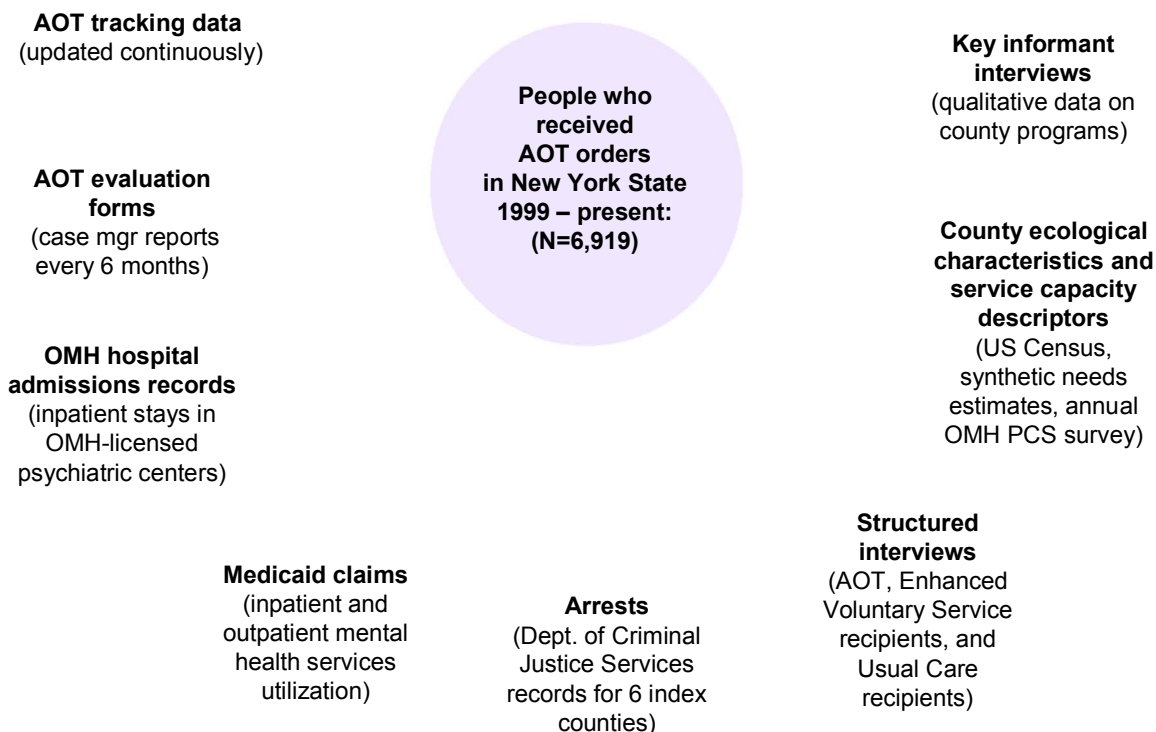 AOT tracking data
(updated continuously)
People who
received
AOT orders
in New York State
1999 – present:
(N=6,919)
Key informant
interviews
(qualitative data on
county programs)
AOT evaluation
forms
(case mgr reports
every 6 months)
County ecological
characteristics and
service capacity
descriptors
(US Census,
synthetic needs
estimates, annual
OMH PCS survey)
OMH hospital
admissions records
(inpatient stays in
OMH-licensed
psychiatric centers)
Medicaid claims
(inpatient and
outpatient mental
health services
utilization)
Arrests
(Dept. of Criminal
Justice Services
records for 6 index
counties)
Structured
interviews
(AOT, Enhanced
Voluntary Service
recipients, and
Usual Care
recipients)